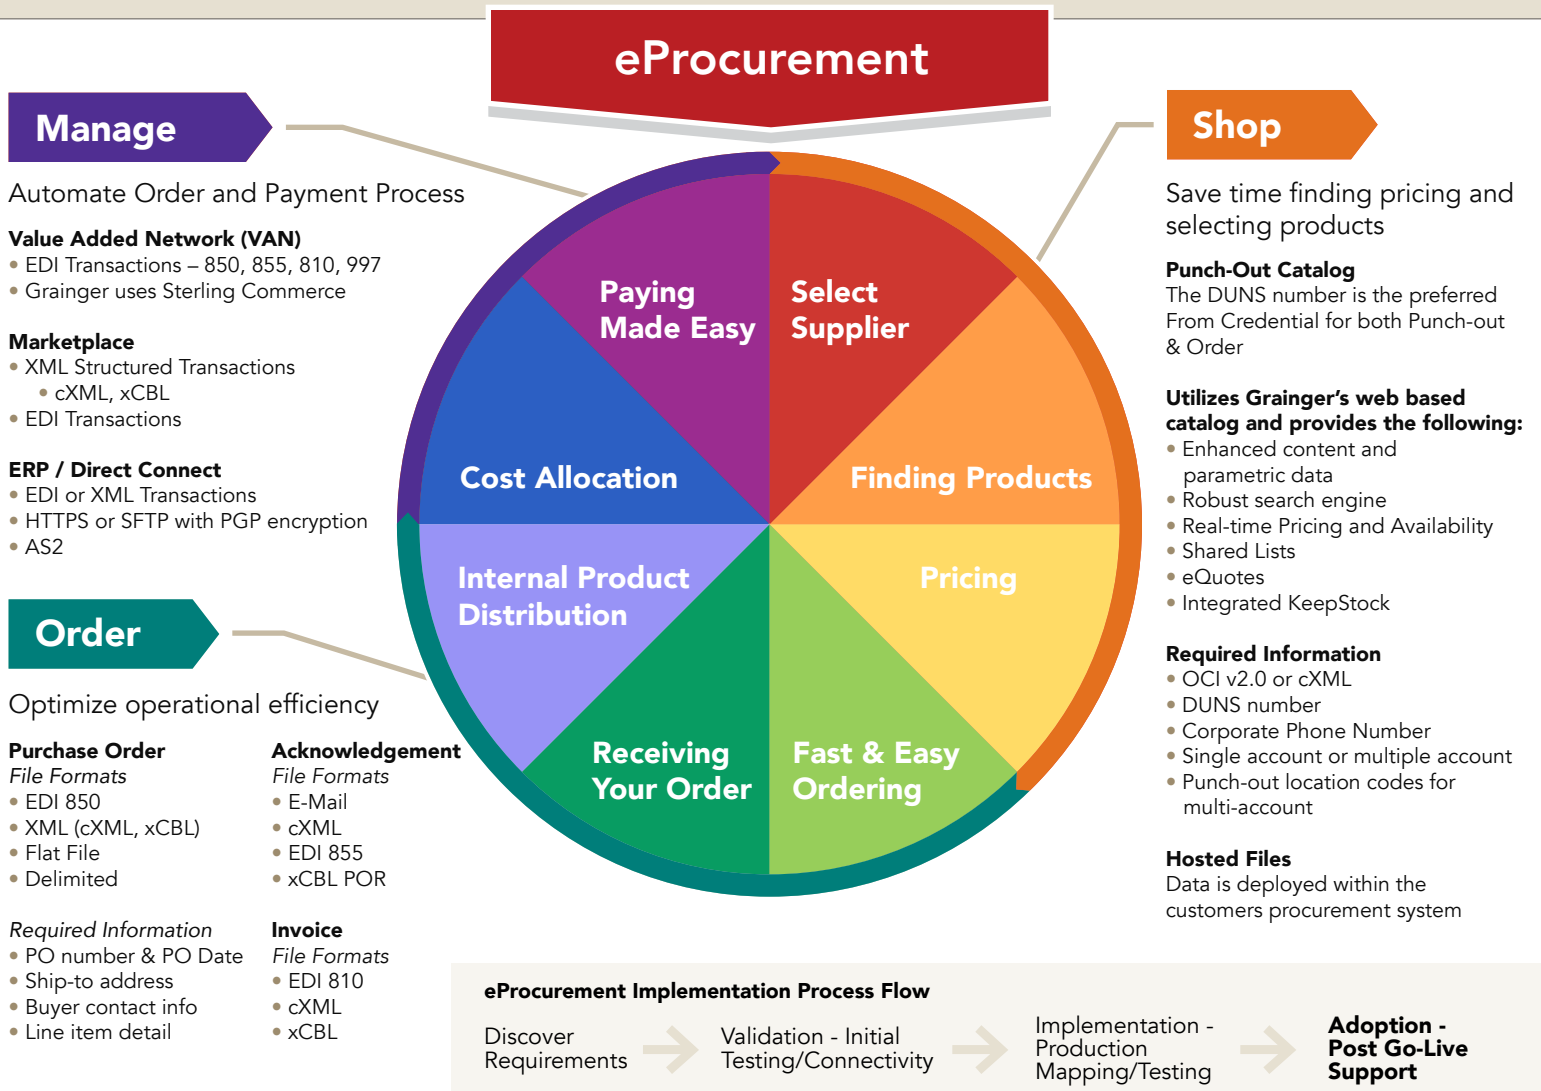 eProcurement
Manage
Automate Order and Payment Process
Value Added Network (VAN)
• EDI Transactions – 850, 855, 810, 997
• Grainger uses Sterling Commerce
Marketplace
• XML Structured Transactions
• cXML, xCBL
• EDI Transactions
ERP / Direct Connect
• EDI or XML Transactions
• HTTPS or SFTP with PGP encryption
• AS2
Order
Optimize operational efficiency
Purchase Order
File Formats
• EDI 850
• XML (cXML, xCBL)
• Flat File
• Delimited
Required Information
• PO number & PO Date
• Ship-to address
• Buyer contact info
• Line item detail
Acknowledgement
File Formats
• E-Mail
• cXML
• EDI 855
• xCBL POR
Invoice
File Formats
• EDI 810
• cXML
• xCBL
Paying
Made Easy
Select
Supplier
Cost Allocation
Finding Products
Internal Product
Distribution
Pricing
Receiving
Your Order
Fast & Easy
Ordering
Shop
Save time finding pricing and
selecting products
Punch-Out Catalog
The DUNS number is the preferred
From Credential for both Punch-out
& Order
Utilizes Grainger's web based
catalog and provides the following:
• Enhanced content and
parametric data
• Robust search engine
• Real-time Pricing and Availability
• Shared Lists
• eQuotes
• Integrated KeepStock
Required Information
• OCI v2.0 or cXML
• DUNS number
• Corporate Phone Number
• Single account or multiple account
• Punch-out location codes for
multi-account
Hosted Files
Data is deployed within the
customers procurement system
eProcurement Implementation Process Flow
Discover
Requirements
Validation - Initial
Testing/Connectivity
Implementation -
Production
Mapping/Testing
Adoption -
Post Go-Live
Support